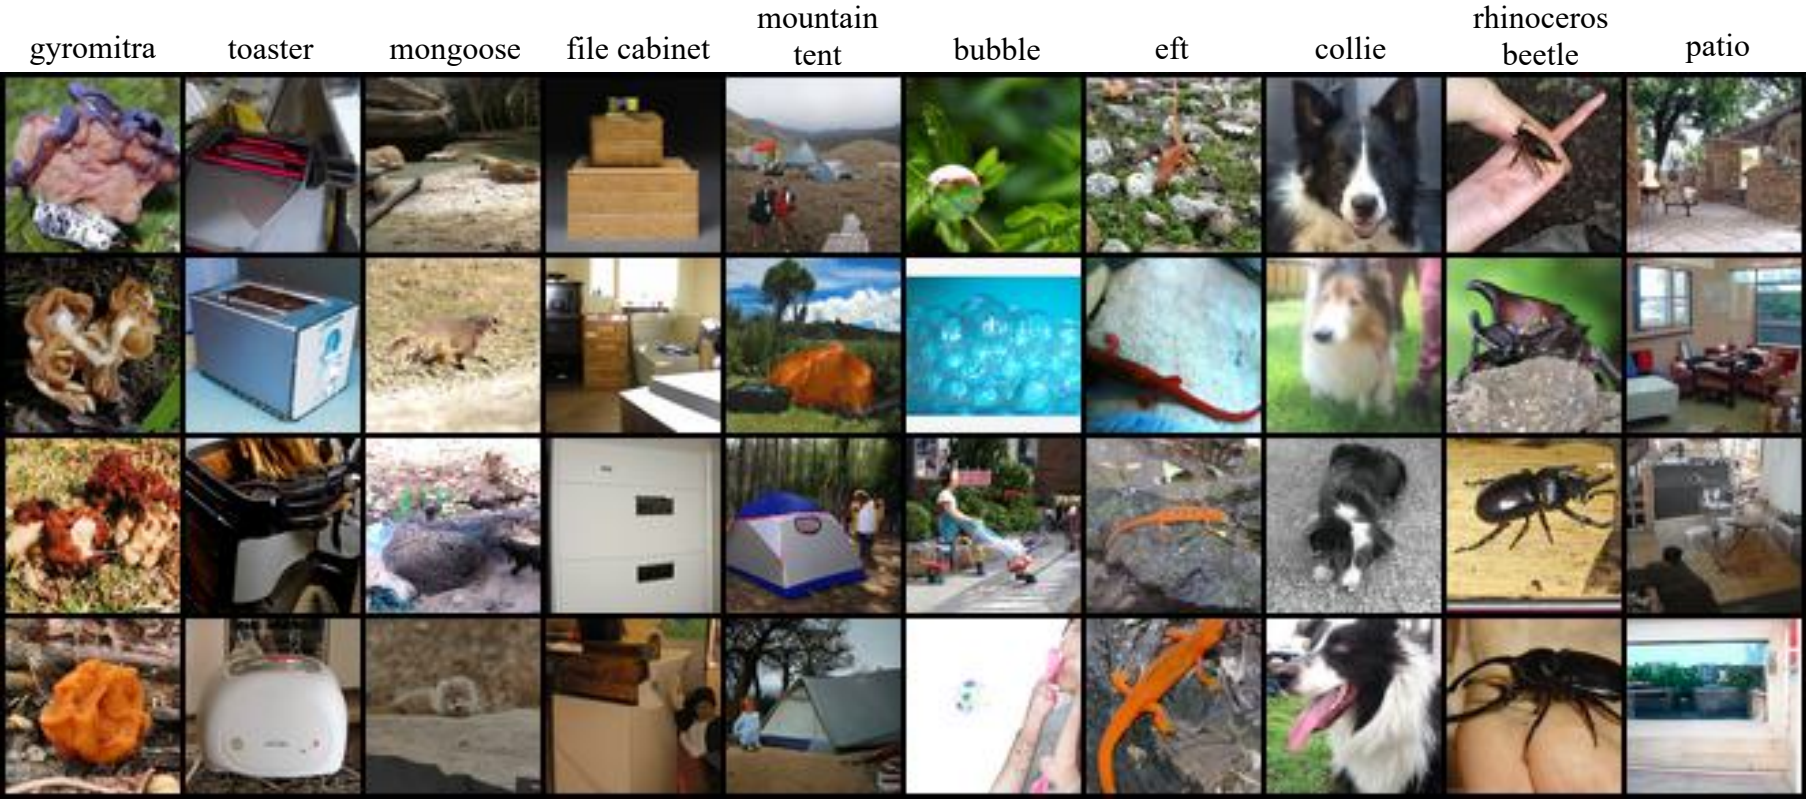 gyromitra
toaster
mongoose
file cabinet
mountain
tent
bubble
eft
collie
rhinoceros
beetle
patio